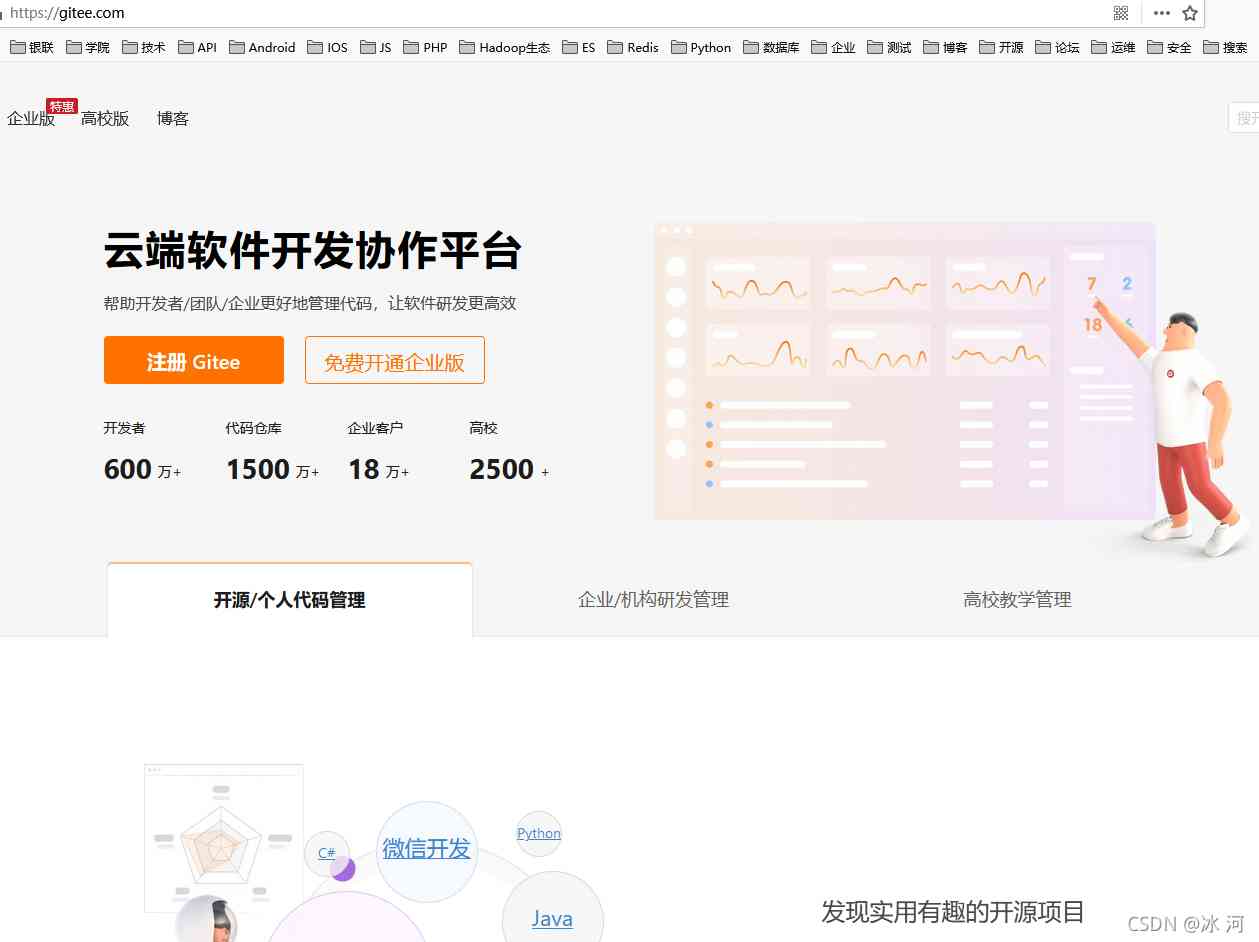 https://gitee.com
银联 学院 技术 API Android IOS JS PHP Hadoop生态 ES Redis Python 数据库 企业 测试 博客 开源 论坛 运维 安全 搜索
特惠
企业版 高校版 博客 搜开
云端软件开发协作平台
帮助开发者/团队/企业更好地管理代码，让软件研发更高效
注册 Gitee 免费开通企业版
开发者 代码仓库 企业客户 高校
600 万+ 1500 万+ 18 万+ 2500 +
7 2
18
开源/个人代码管理 企业/机构研发管理 高校教学管理
Python
微信开发
C#
Java
发现实用有趣的开源项目
CSDN @冰 河